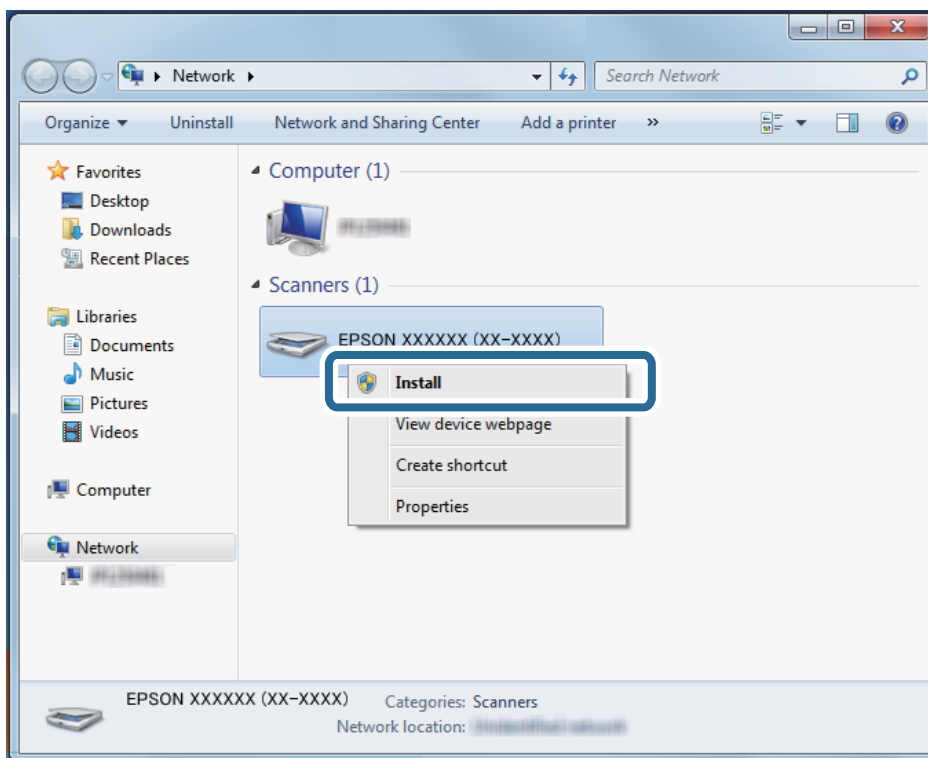 Network
Search Network
Organize Uninstall Network and Sharing Center Add a printer »
Favorites
Desktop
Downloads
Recent Places
Libraries
Documents
Music
Pictures
Videos
Computer
Network
Computer (1)
Scanners (1)
EPSON XXXXXX (XX-XXXX)
Install
View device webpage
Create shortcut
Properties
EPSON XXXXXX (XX-XXXX) Categories: Scanners
Network location: